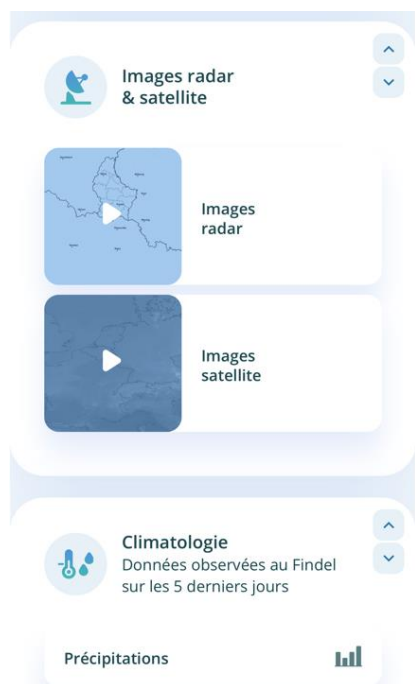 Images radar
& satellite
Images
radar
Images
satellite
Climatologie
Données observées au Findel
sur les 5 derniers jours
Précipitations